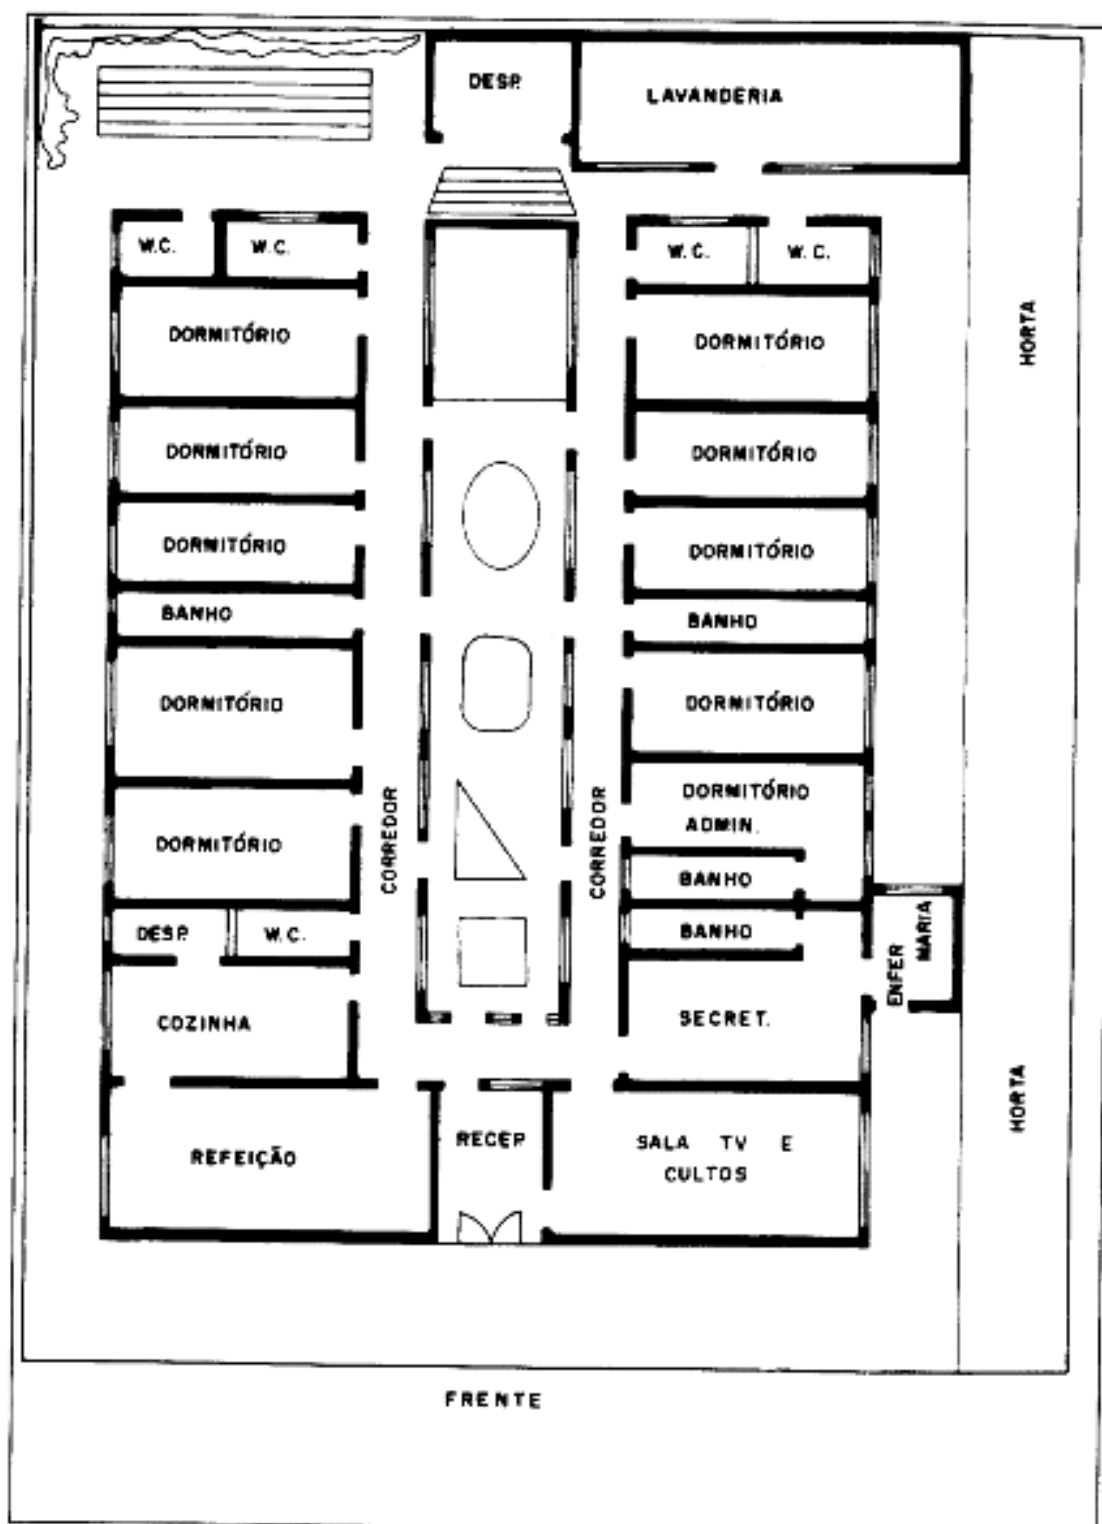 DESP.
LAVANDERIA
W.C.
W.C.
W.C.
W.C.
DORMITÓRIO
DORMITÓRIO
HORTA
DORMITÓRIO
DORMITÓRIO
DORMITÓRIO
DORMITÓRIO
BANHO
BANHO
DORMITÓRIO
DORMITÓRIO
DORMITÓRIO
ADMIN.
CORREDOR
CORREDOR
DORMITÓRIO
BANHO
DESP.
W.C.
BANHO
ENFER
MARIA
COZINHA
SECRET.
HORTA
REFEIÇÃO
RECEP.
SALA TV E
CULTOS
FRENTE